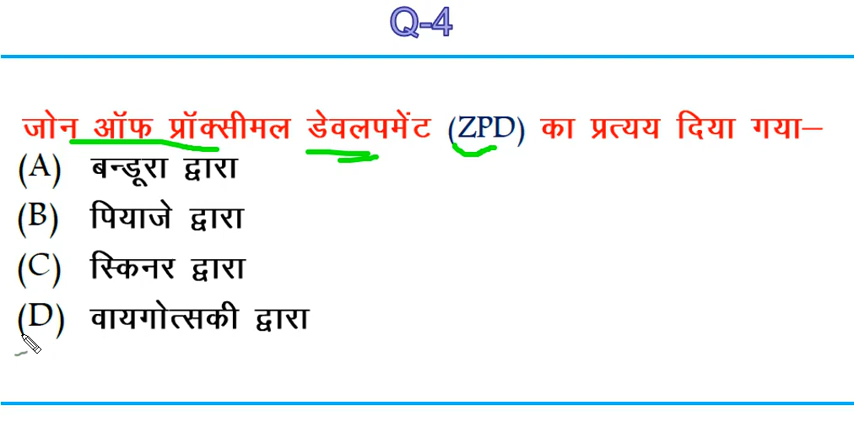 Q-4
जोन ऑफ प्रॉक्सीमल डेवलपमेंट (ZPD) का प्रत्यय दिया गया–
(A) बन्डूरा द्वारा
(B) पियाजे द्वारा
(C) स्किनर द्वारा
(D) वायगोत्सकी द्वारा